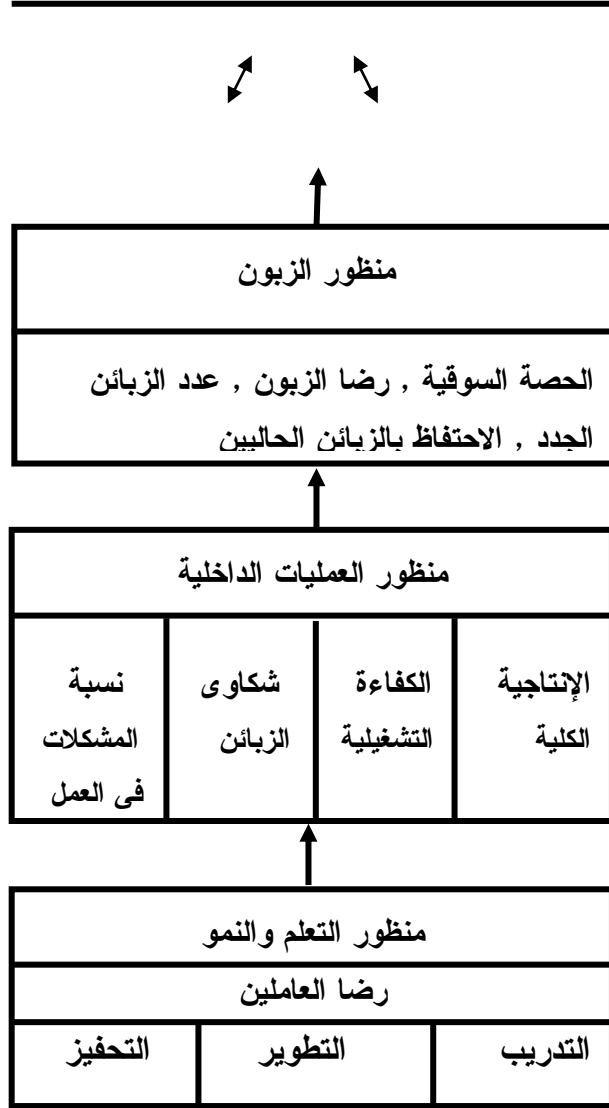 منظور الزبون
الحصة السوقية , رضا الزبون , عدد الزبائن
الجدد , الاحتفاظ بالزبائن الحاليين
منظور العمليات الداخلية
الإنتاجية
الكلية
الكفاءة
التشغيلية
شكاوى
الزبائن
نسبة
المشكلات
فى العمل
منظور التعلم والنمو
رضا العاملين
التدريب
التطوير
التحفيز